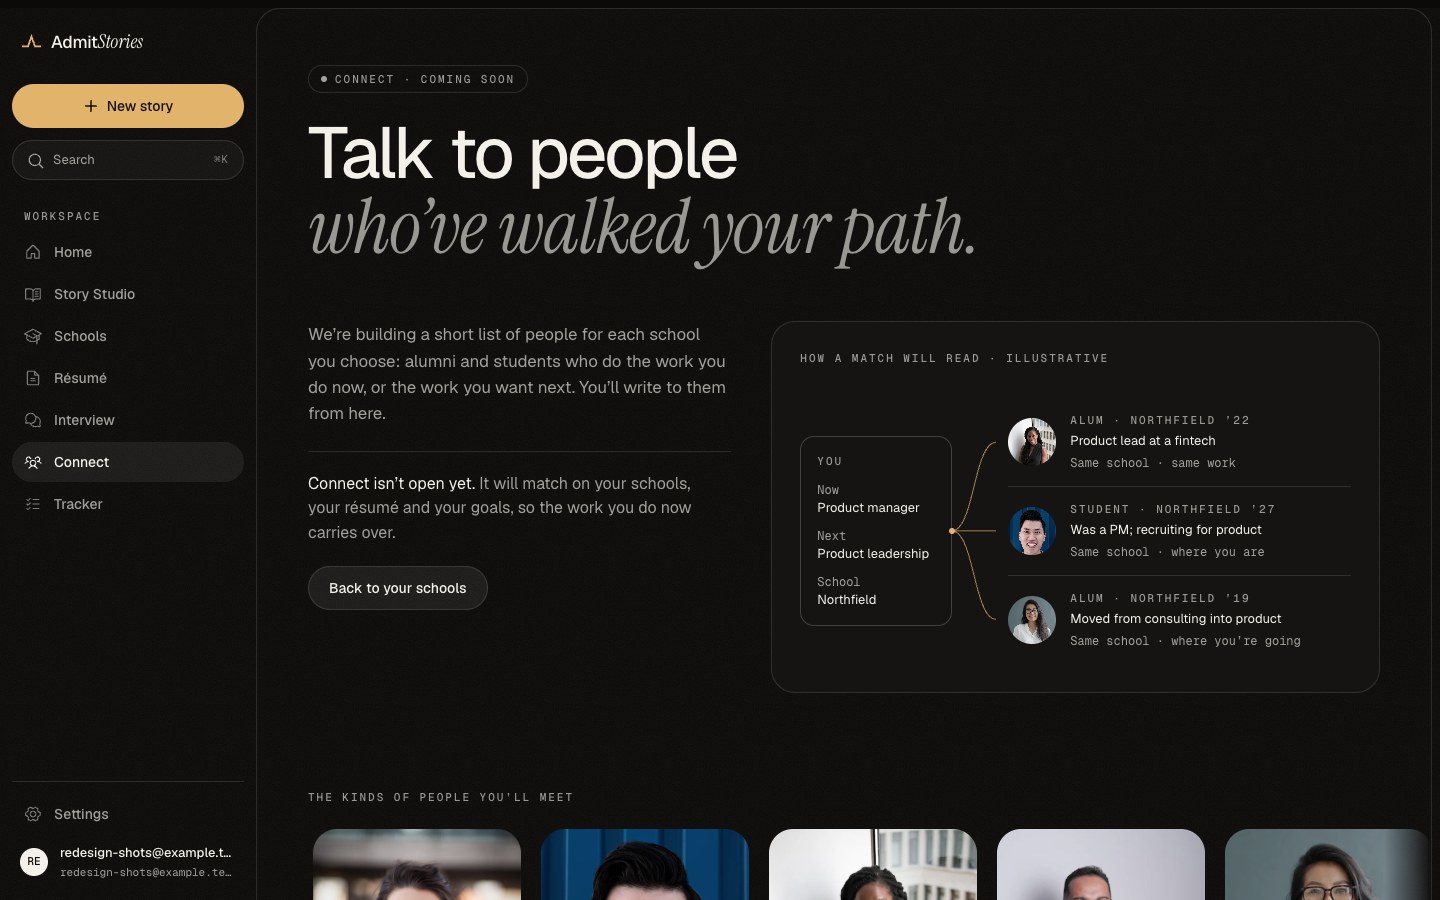 AdmitStories
New story
Search ⌘K
WORKSPACE
Home
Story Studio
Schools
Résumé
Interview
Connect
Tracker
Settings
RE
redesign-shots@example.t…
redesign-shots@example.te…
CONNECT · COMING SOON
Talk to people
who’ve walked your path.
We’re building a short list of people for each school
you choose: alumni and students who do the work you
do now, or the work you want next. You’ll write to them
from here.
Connect isn’t open yet. It will match on your schools,
your résumé and your goals, so the work you do now
carries over.
Back to your schools
HOW A MATCH WILL READ · ILLUSTRATIVE
YOU
Now
Product manager
Next
Product leadership
School
Northfield
ALUM · NORTHFIELD ’22
Product lead at a fintech
Same school · same work
STUDENT · NORTHFIELD ’27
Was a PM; recruiting for product
Same school · where you are
ALUM · NORTHFIELD ’19
Moved from consulting into product
Same school · where you’re going
THE KINDS OF PEOPLE YOU’LL MEET